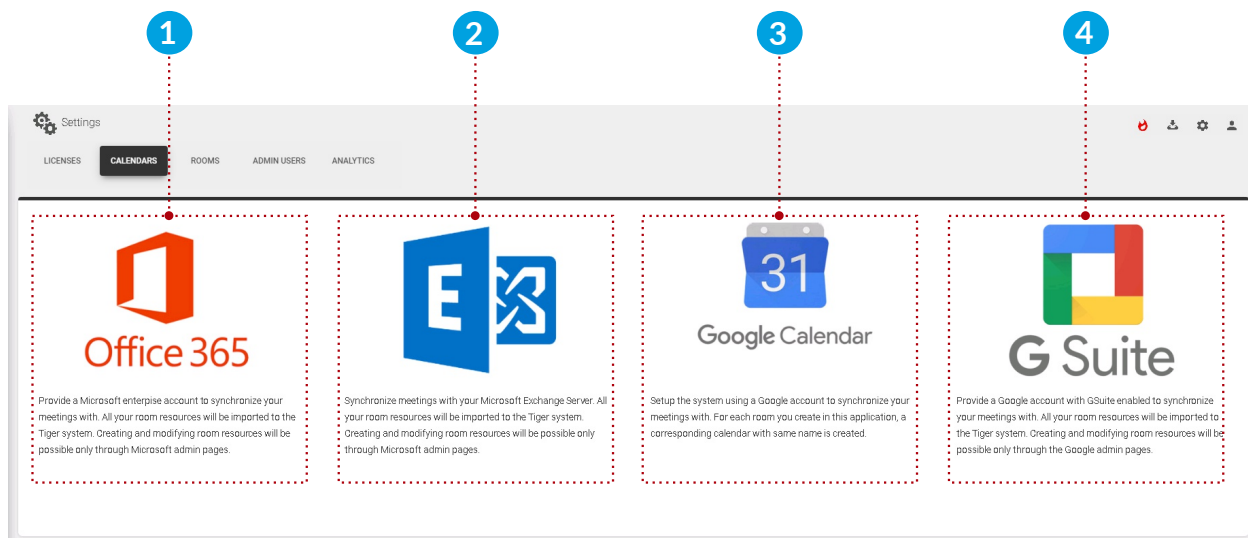 1
2
3
4
Settings
LICENSES
CALENDARS
ROOMS
ADMIN USERS
ANALYTICS
Office 365
Provide a Microsoft enterpise account to synchronize your
meetings with. All your room resources will be imported to the
Tiger system. Creating and modifying room resources will be
possible only through Microsoft admin pages.
E
Synchronize meetings with your Microsoft Exchange Server. All
your room resources will be imported to the Tiger system.
Creating and modifying room resources will be possible only
through Microsoft admin pages.
31
Google Calendar
Setup the system using a Google account to synchronize your
meetings with. For each room you create in this application, a
corresponding calendar with same name is created.
G Suite
Provide a Google account with GSuite enabled to synchronize
your meetings with. All your room resources will be imported to
the Tiger system. Creating and modifying room resources will be
possible only through the Google admin pages.